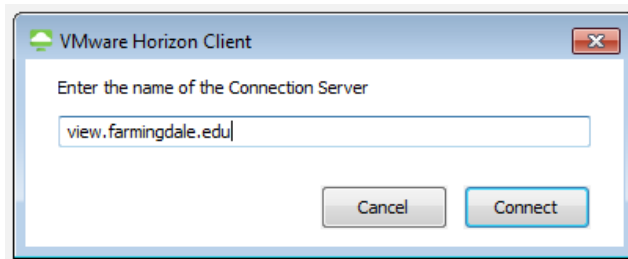 VMware Horizon Client
Enter the name of the Connection Server
view.farmingdale.edu
Cancel Connect